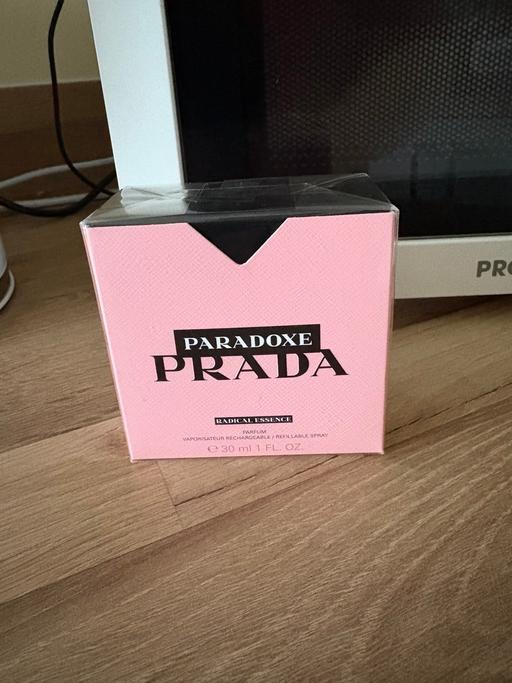 PRO
PARADOXE
PRADA
RADICAL ESSENCE
PARFUM
VAPORISATEUR RECHARGEABLE / REFILLABLE SPRAY
℮ 30 ml 1 FL. OZ.